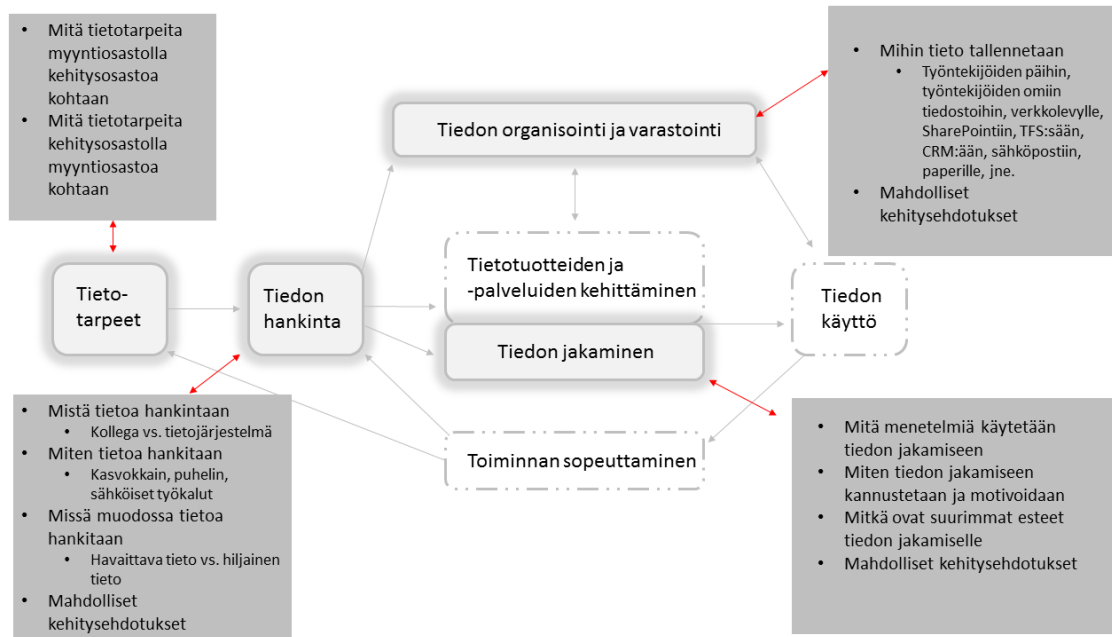 • Mitä tietotarpeita
myyntiosastolla
kehitysosastoa
kohtaan
• Mitä tietotarpeita
kehitysosastolla
myyntiosastoa
kohtaan
• Mihin tieto tallennetaan
• Työntekijöiden päihin,
työntekijöiden omiin
tiedostoihin, verkkolevylle,
SharePointiin, TFS:sään,
CRM:ään, sähköpostiin,
paperille, jne.
• Mahdolliset
kehitysehdotukset
Tiedon organisointi ja varastointi
Tieto-
tarpeet
Tiedon
hankinta
Tietotuotteiden ja
-palveluiden kehittäminen
Tiedon jakaminen
Tiedon
käyttö
Toiminnan sopeuttaminen
• Mistä tietoa hankintaan
• Kollega vs. tietojärjestelmä
• Miten tietoa hankitaan
• Kasvokkain, puhelin,
sähköiset työkalut
• Missä muodossa tietoa
hankitaan
• Havaittava tieto vs. hiljainen
tieto
• Mahdolliset
kehitysehdotukset
• Mitä menetelmiä käytetään
tiedon jakamiseen
• Miten tiedon jakamiseen
kannustetaan ja motivoidaan
• Mitkä ovat suurimmat esteet
tiedon jakamiselle
• Mahdolliset kehitysehdotukset